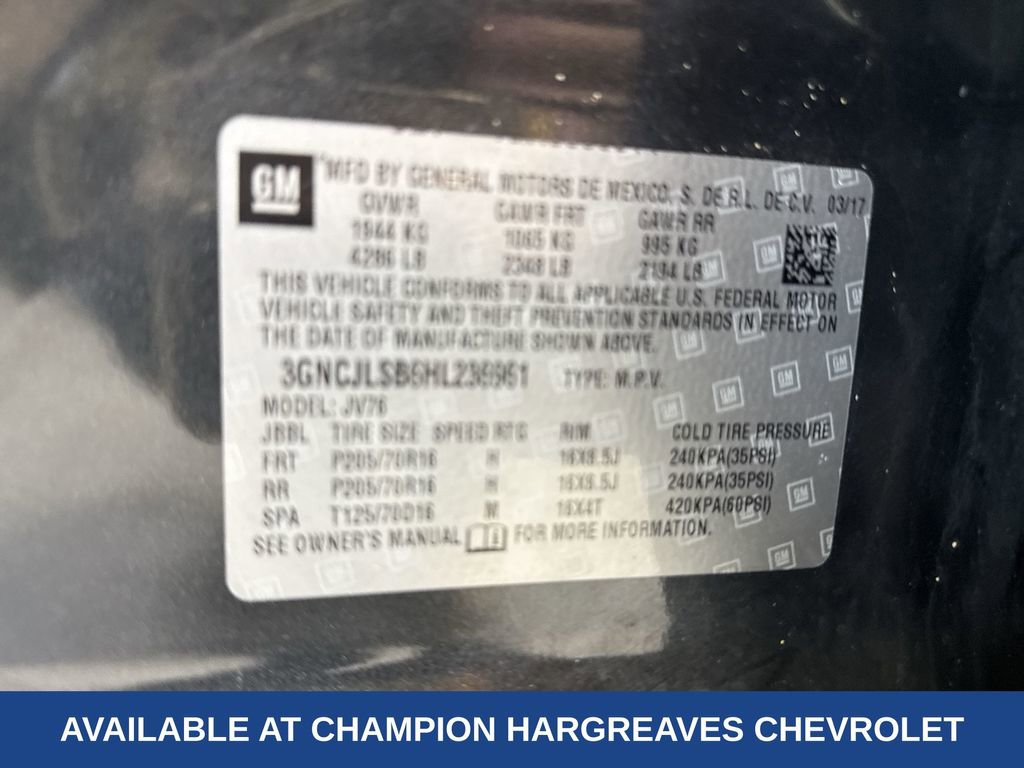 GM
MFD BY GENERAL MOTORS DE MEXICO, S. DE R.L. DE C.V. 03/17
GVWR GAWR FRT GAWR RR
1944 KG 1065 KG 995 KG
4286 LB 2348 LB 2194 LB
THIS VEHICLE CONFORMS TO ALL APPLICABLE U.S. FEDERAL MOTOR
VEHICLE SAFETY AND THEFT PREVENTION STANDARDS IN EFFECT ON
THE DATE OF MANUFACTURE SHOWN ABOVE.
TYPE: M.P.V.
MODEL: JV76
TIRE SIZE SPEED RTG RIM COLD TIRE PRESSURE
FRT P205/70R16 H 16X6.5J 240KPA(35PSI)
RR P205/70R16 H 16X6.5J 240KPA(35PSI)
SPA T125/70D16 M 16X4T 420KPA(60PSI)
SEE OWNER'S MANUAL FOR MORE INFORMATION.
AVAILABLE AT CHAMPION HARGREAVES CHEVROLET